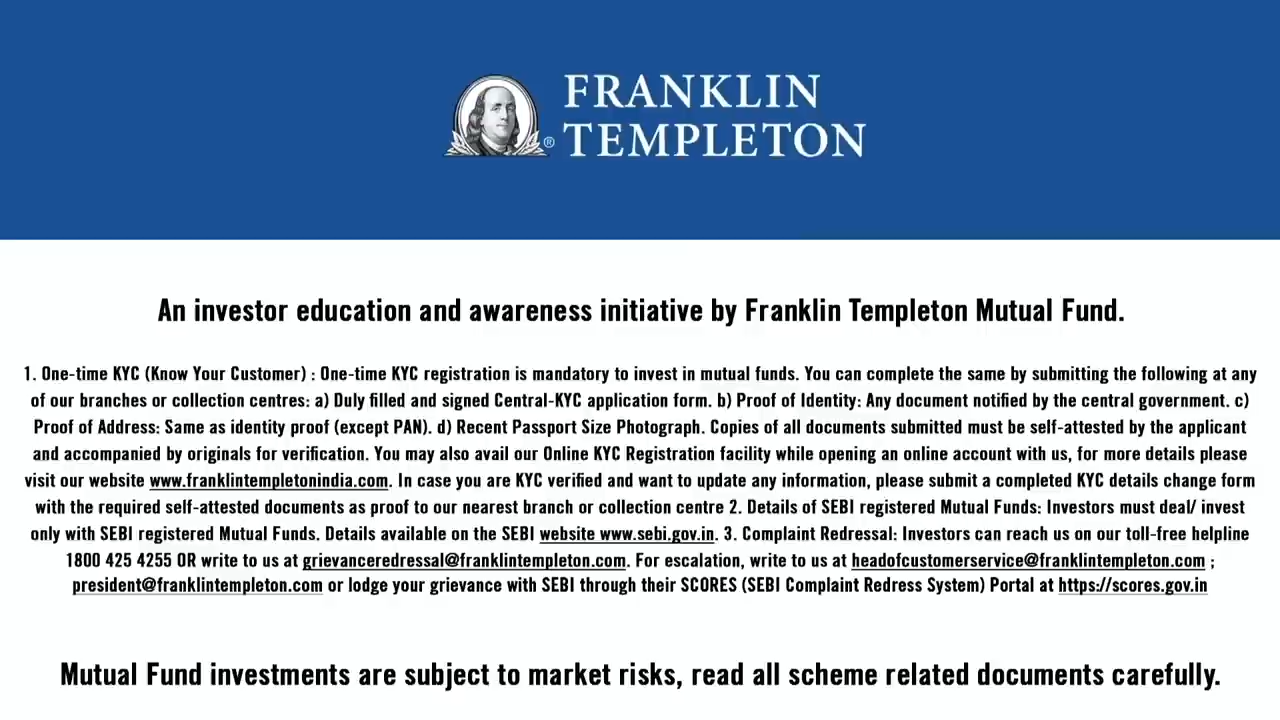 FRANKLIN
TEMPLETON
®
An investor education and awareness initiative by Franklin Templeton Mutual Fund.
1. One-time KYC (Know Your Customer) : One-time KYC registration is mandatory to invest in mutual funds. You can complete the same by submitting the following at any
of our branches or collection centres: a) Duly filled and signed Central-KYC application form. b) Proof of Identity: Any document notified by the central government. c)
Proof of Address: Same as identity proof (except PAN). d) Recent Passport Size Photograph. Copies of all documents submitted must be self-attested by the applicant
and accompanied by originals for verification. You may also avail our Online KYC Registration facility while opening an online account with us, for more details please
visit our website www.franklintempletonindia.com. In case you are KYC verified and want to update any information, please submit a completed KYC details change form
with the required self-attested documents as proof to our nearest branch or collection centre 2. Details of SEBI registered Mutual Funds: Investors must deal/ invest
only with SEBI registered Mutual Funds. Details available on the SEBI website www.sebi.gov.in. 3. Complaint Redressal: Investors can reach us on our toll-free helpline
1800 425 4255 OR write to us at grievanceredressal@franklintempleton.com. For escalation, write to us at headofcustomerservice@franklintempleton.com ;
president@franklintempleton.com or lodge your grievance with SEBI through their SCORES (SEBI Complaint Redress System) Portal at https://scores.gov.in
Mutual Fund investments are subject to market risks, read all scheme related documents carefully.